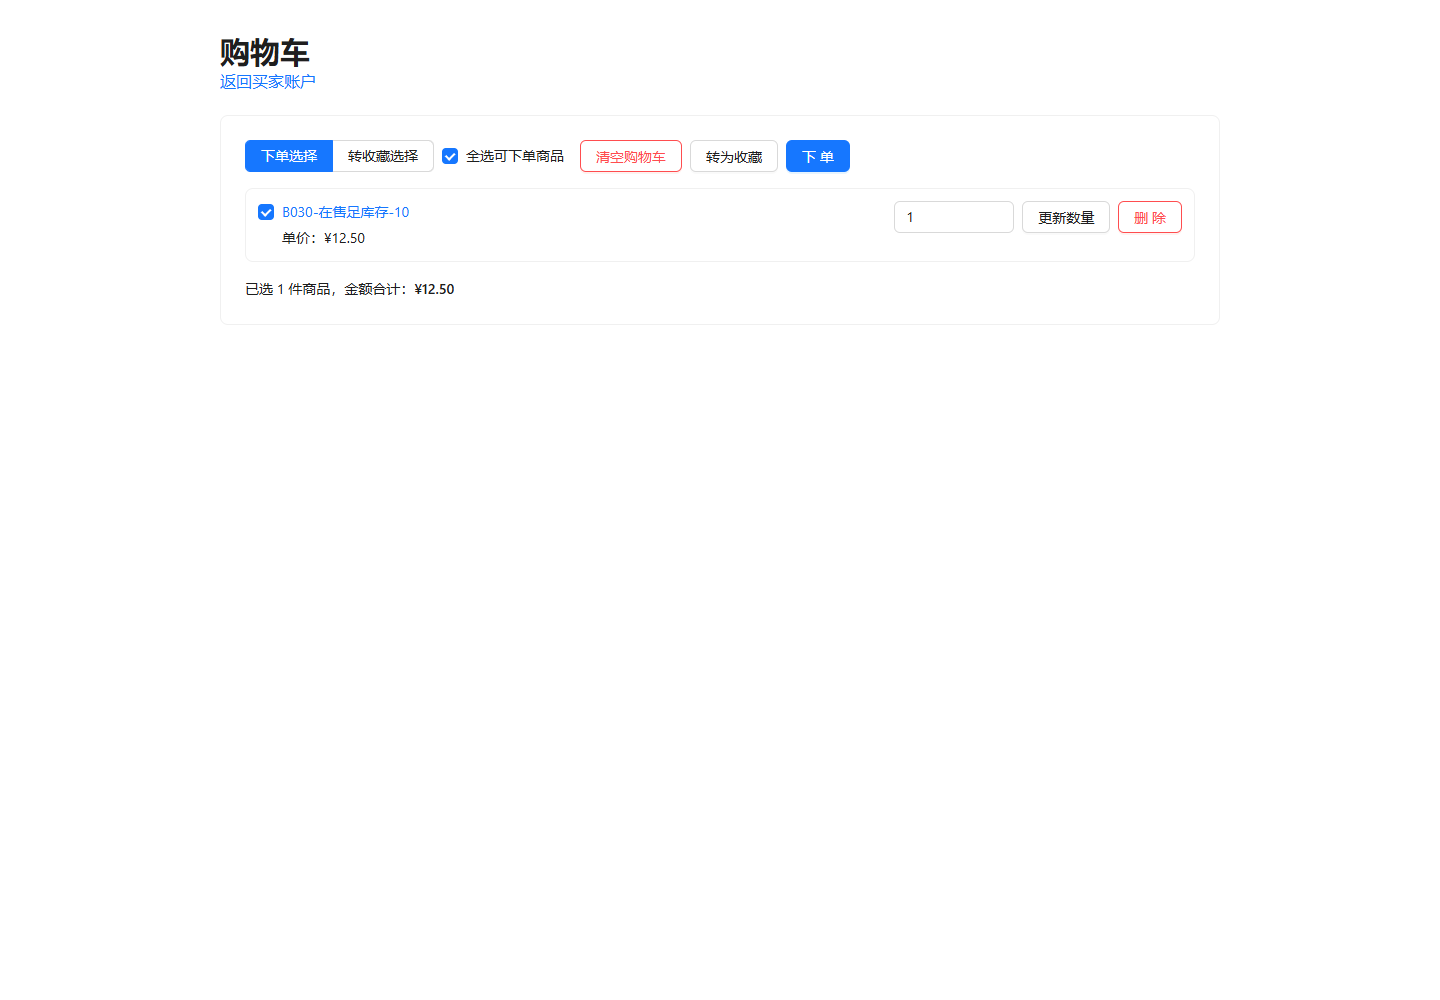 购物车
返回买家账户
下单选择 转收藏选择 全选可下单商品 清空购物车 转为收藏 下 单
B030-在售足库存-10 1 更新数量 删 除
单价：¥12.50
已选 1 件商品，金额合计：¥12.50